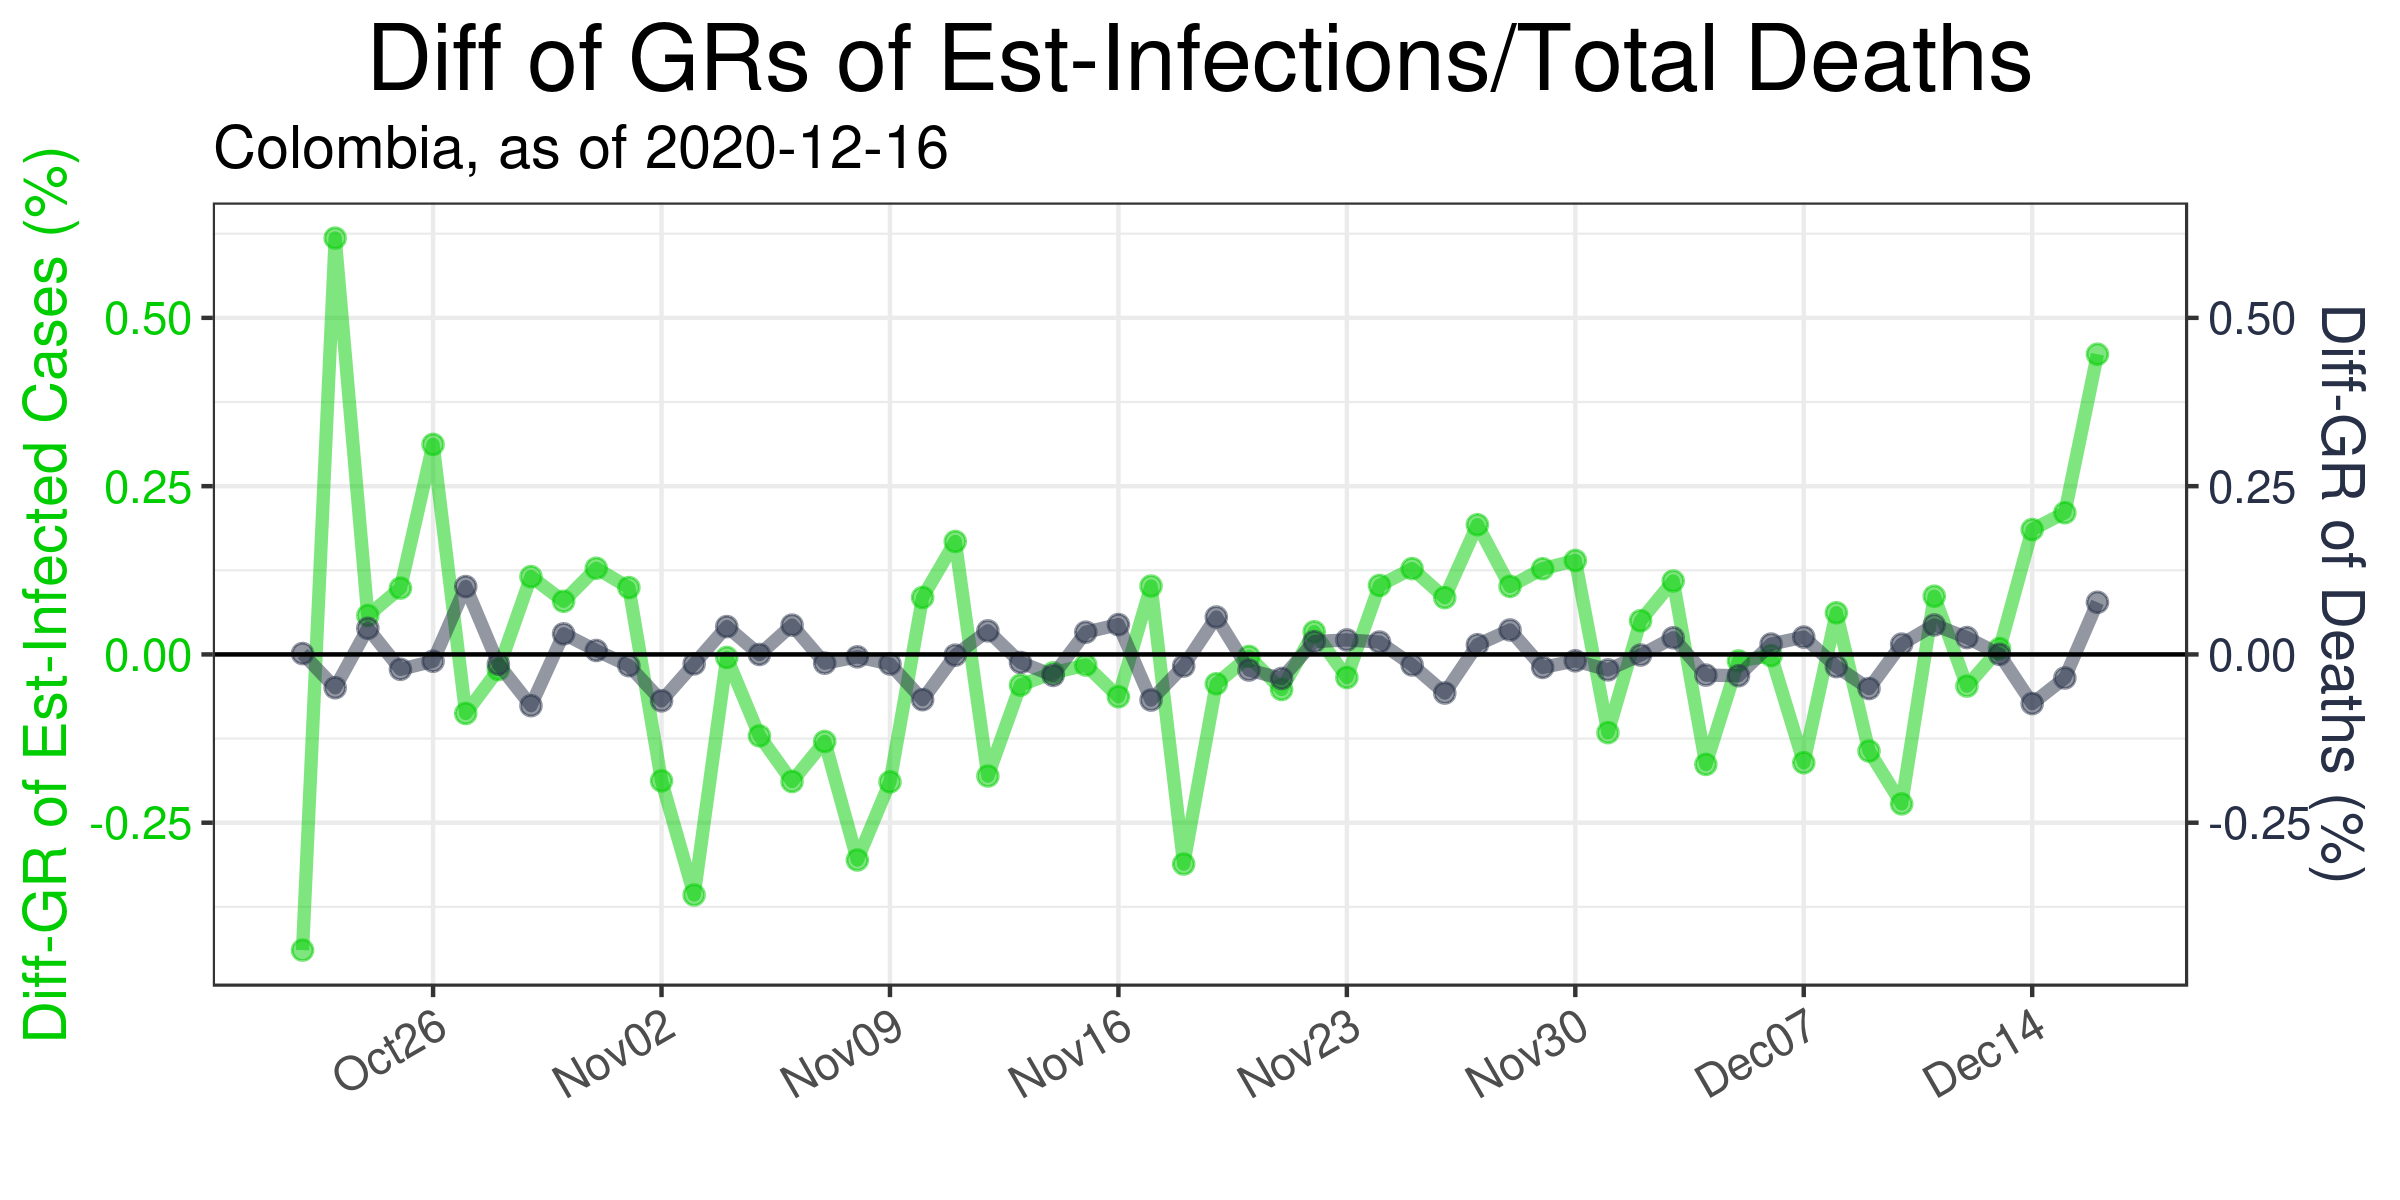 Diff of GRs of Est-Infections/Total Deaths
Colombia, as of 2020-12-16
Diff-GR of Est-Infected Cases (%)
0.50
0.25
0.00
-0.25
0.50
0.25
0.00
-0.25
Diff-GR of Deaths (%)
Oct26
Nov02
Nov09
Nov16
Nov23
Nov30
Dec07
Dec14